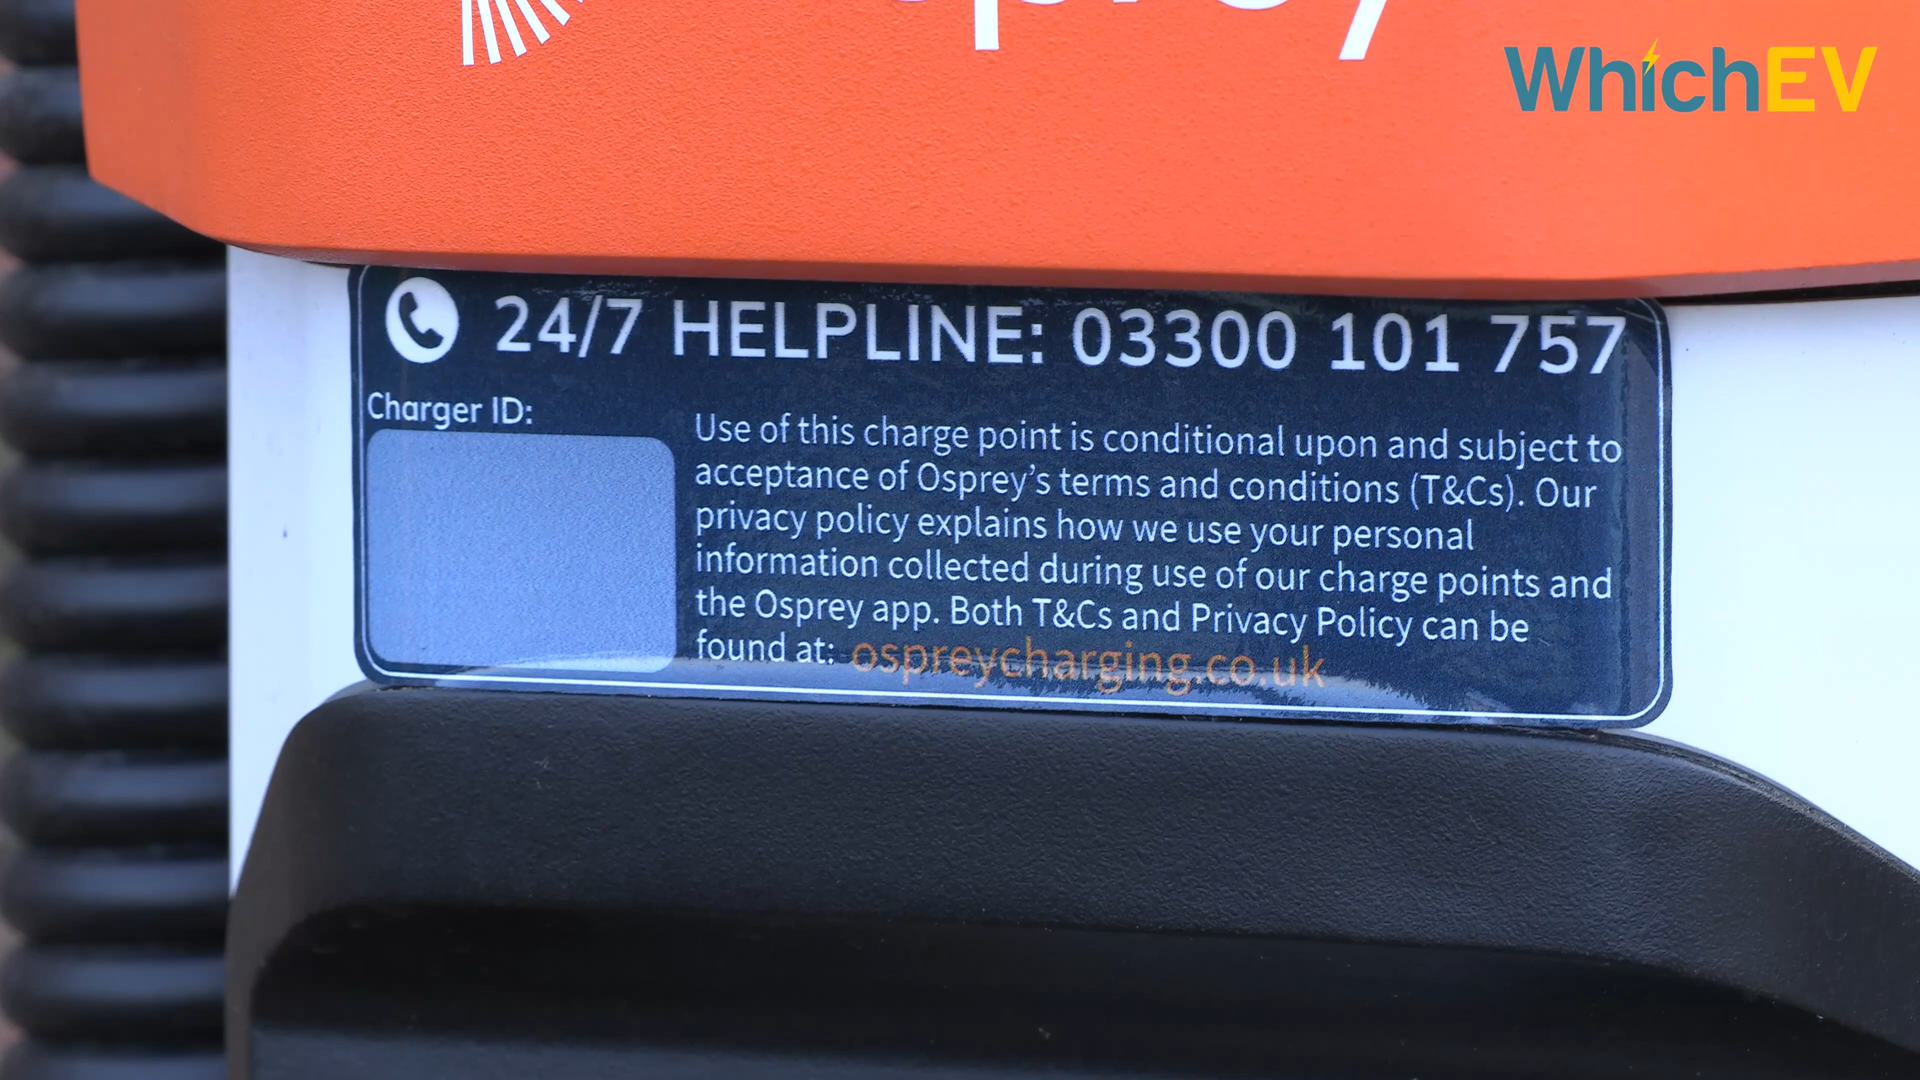 WhichEV
24/7 HELPLINE: 03300 101 757
Charger ID:
Use of this charge point is conditional upon and subject to
acceptance of Osprey's terms and conditions (T&Cs). Our
privacy policy explains how we use your personal
information collected during use of our charge points and
the Osprey app. Both T&Cs and Privacy Policy can be
found at: ospreycharging.co.uk